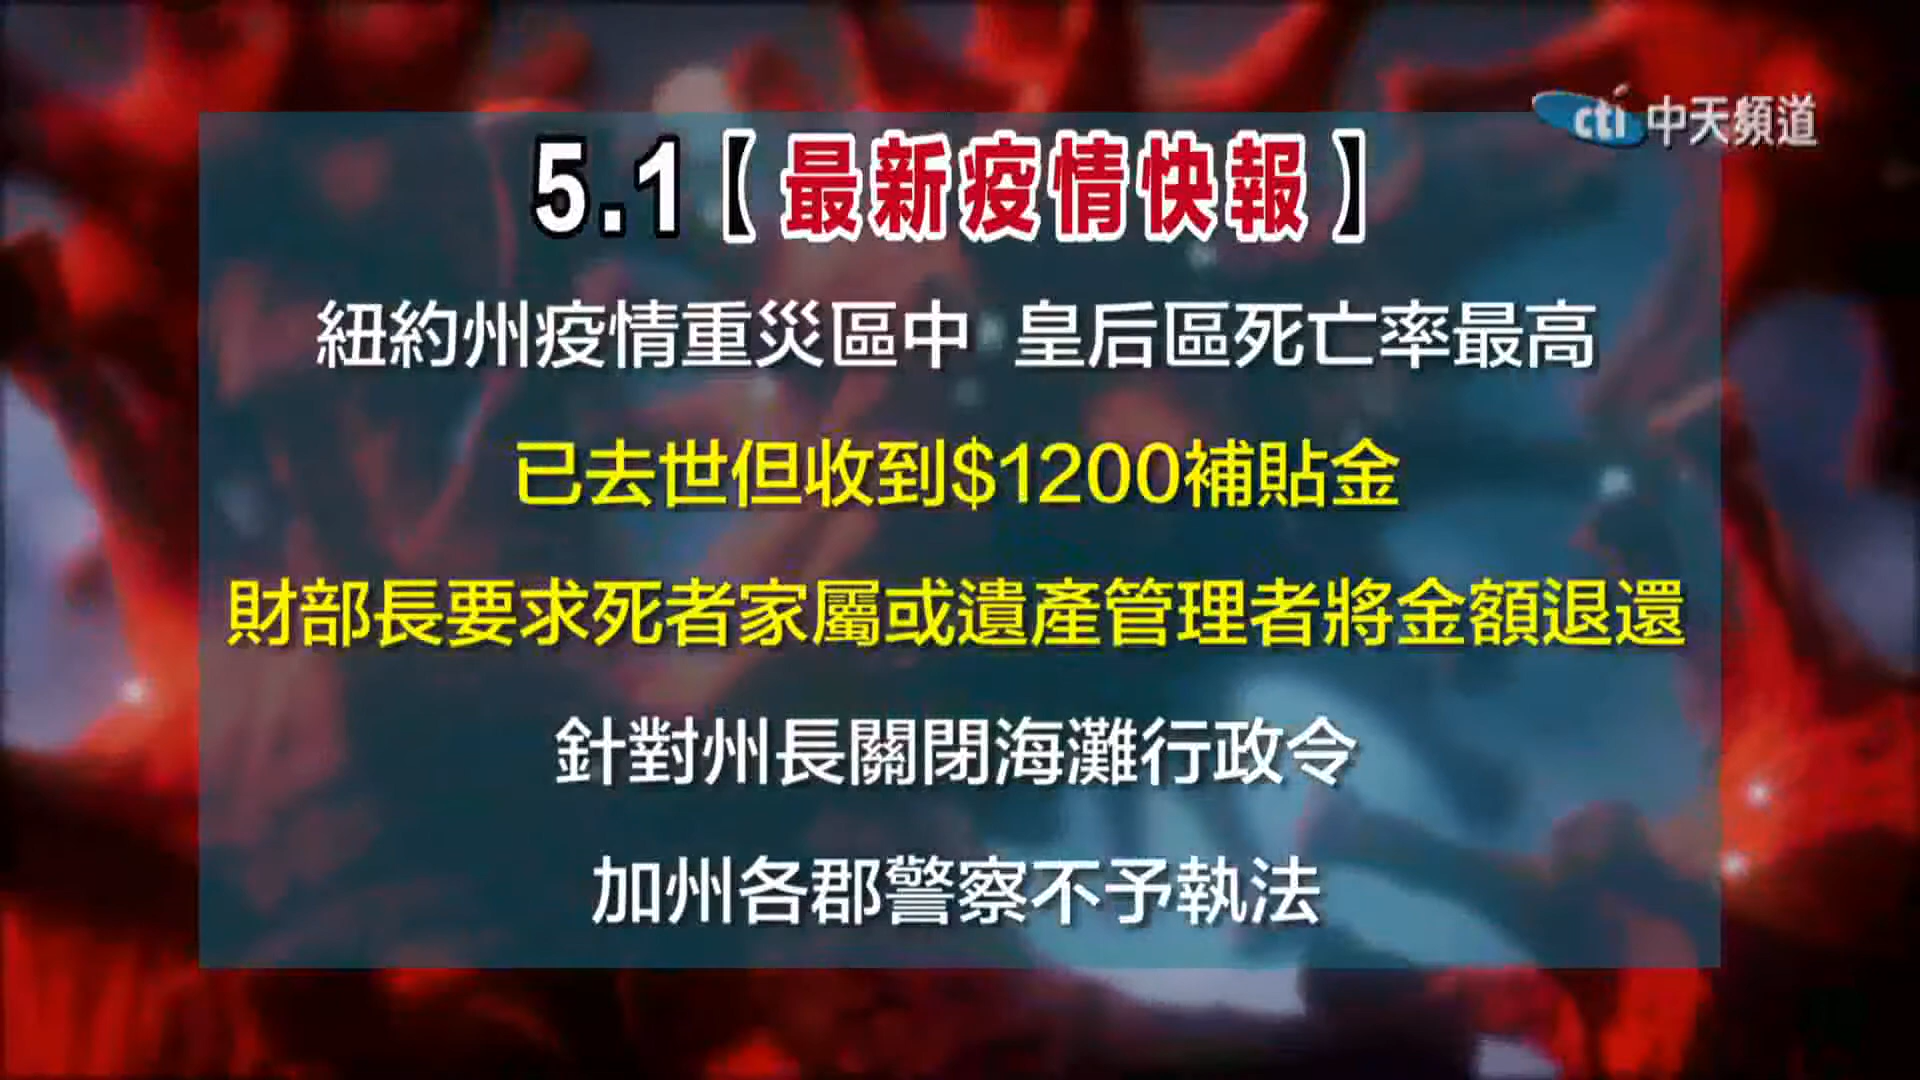 cti 中天頻道
5.1【最新疫情快報】
紐約州疫情重災區中 皇后區死亡率最高
已去世但收到$1200補貼金
財部長要求死者家屬或遺產管理者將金額退還
針對州長關閉海灘行政令
加州各郡警察不予執法